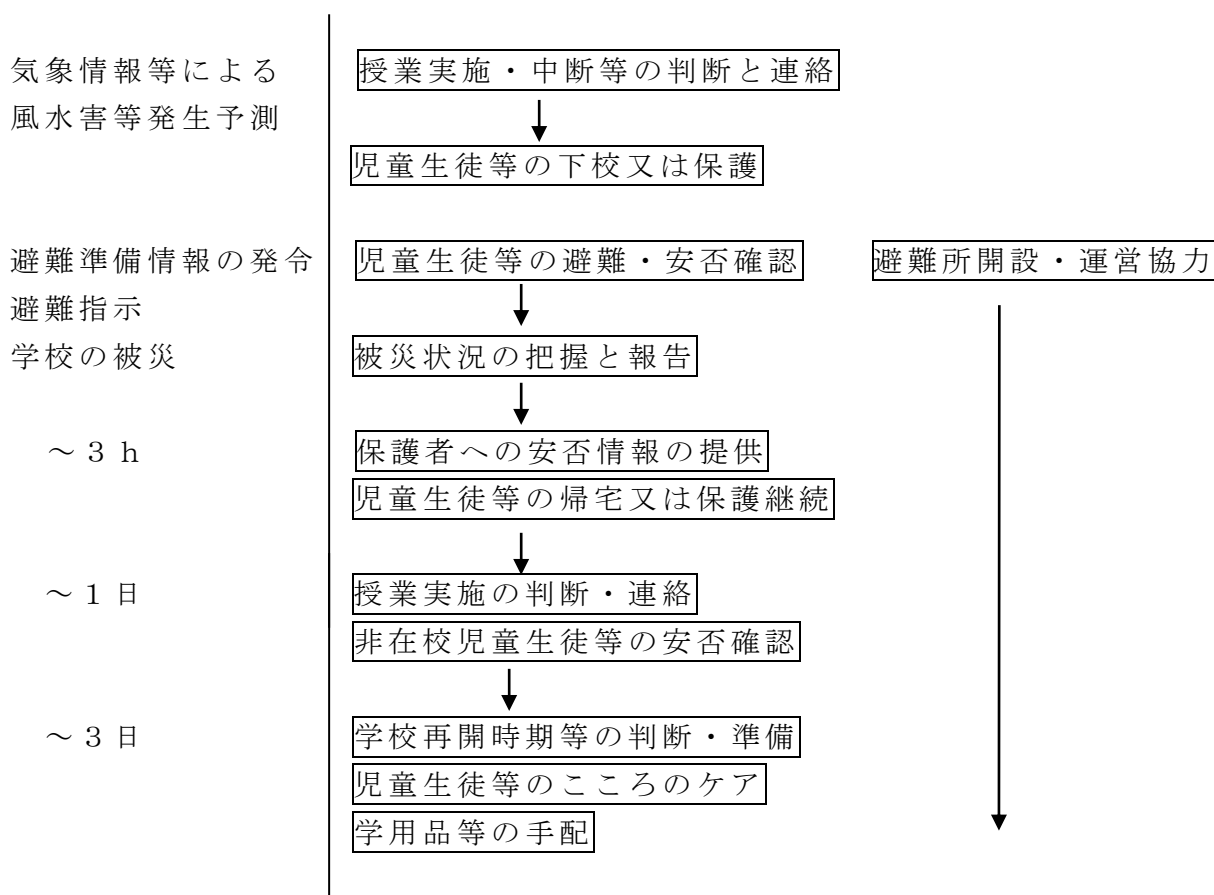 気象情報等による
授業実施・中断等の判断と連絡
風水害等発生予測
児童生徒等の下校又は保護
避難準備情報の発令
児童生徒等の避難・安否確認
避難所開設・運営協力
避難指示
学校の被災
被災状況の把握と報告
～3h
保護者への安否情報の提供
児童生徒等の帰宅又は保護継続
～1日
授業実施の判断・連絡
非在校児童生徒等の安否確認
～3日
学校再開時期等の判断・準備
児童生徒等のこころのケア
学用品等の手配